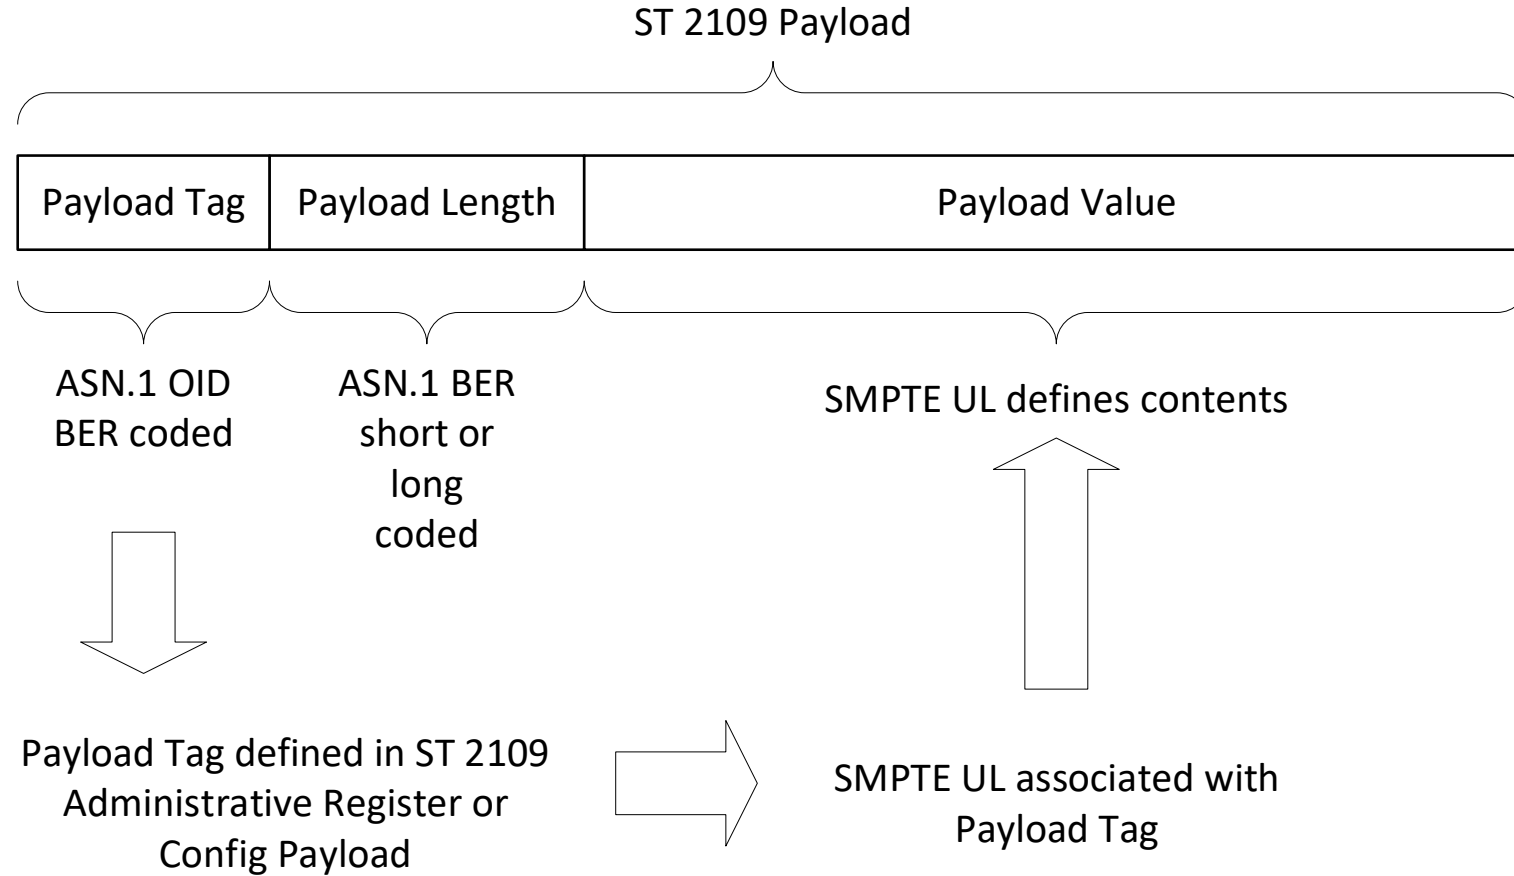 ST 2109 Payload
Payload Tag
Payload Length
Payload Value
ASN.1 OID
BER coded
ASN.1 BER
short or
long
coded
SMPTE UL defines contents
Payload Tag defined in ST 2109
Administrative Register or
Config Payload
SMPTE UL associated with
Payload Tag